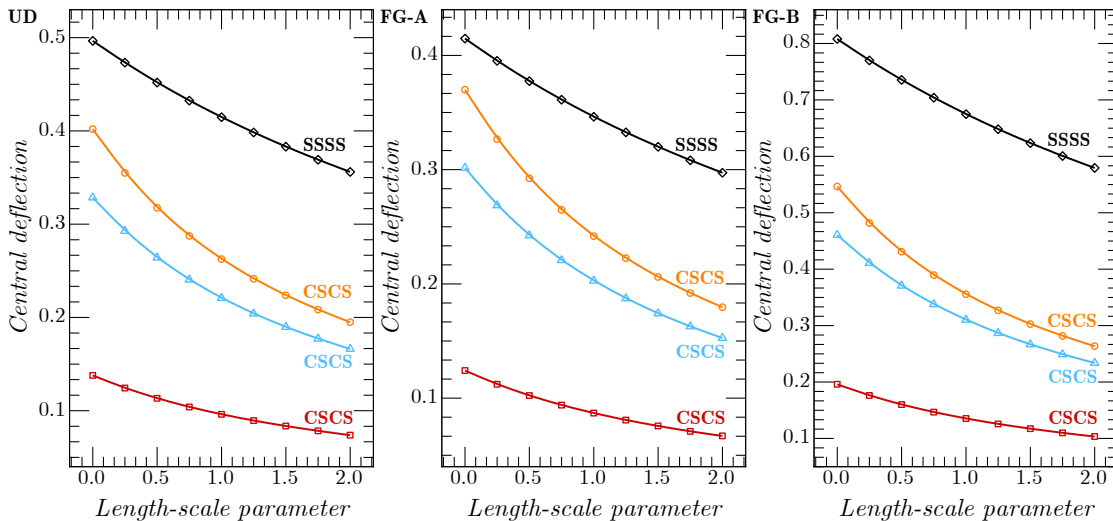 UD
Central deflection
0.5
0.4
0.3
0.2
0.1
SSSS
CSCS
CSCS
CSCS
0.0 0.5 1.0 1.5 2.0
Length-scale parameter
FG-A
Central deflection
0.4
0.3
0.2
0.1
SSSS
CSCS
CSCS
CSCS
0.0 0.5 1.0 1.5 2.0
Length-scale parameter
FG-B
Central deflection
0.8
0.7
0.6
0.5
0.4
0.3
0.2
0.1
SSSS
CSCS
CSCS
CSCS
0.0 0.5 1.0 1.5 2.0
Length-scale parameter